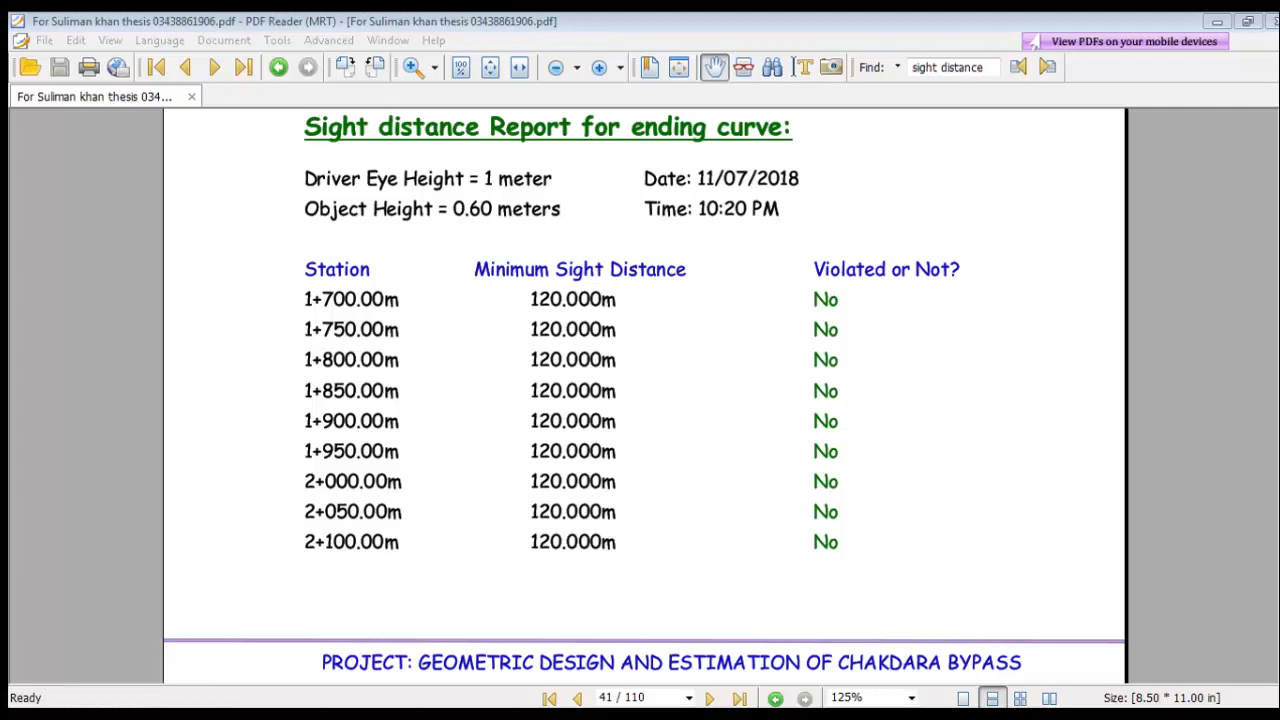 For Suliman khan thesis 03438861906.pdf - PDF Reader (MRT) - [For Suliman khan thesis 03438861906.pdf]
File Edit View Language Document Tools Advanced Window Help
View PDFs on your mobile devices
100 %
Find: sight distance
For Suliman khan thesis 034... ×
Sight distance Report for ending curve:
Driver Eye Height = 1 meter Date: 11/07/2018
Object Height = 0.60 meters Time: 10:20 PM
Station Minimum Sight Distance Violated or Not?
1+700.00m 120.000m No
1+750.00m 120.000m No
1+800.00m 120.000m No
1+850.00m 120.000m No
1+900.00m 120.000m No
1+950.00m 120.000m No
2+000.00m 120.000m No
2+050.00m 120.000m No
2+100.00m 120.000m No
PROJECT: GEOMETRIC DESIGN AND ESTIMATION OF CHAKDARA BYPASS
Ready 41 / 110 125% Size: [8.50 * 11.00 in]